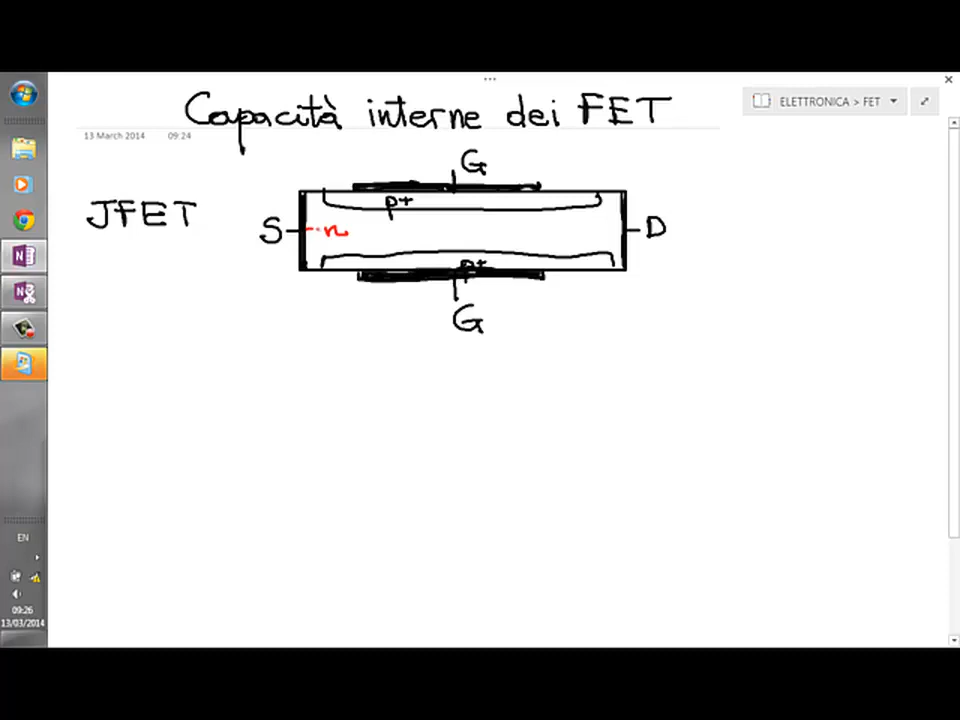 Capacità interne dei FET
ELETTRONICA > FET
13 March 2014 09:24
G
p+
JFET
S
n
D
p+
G
EN
09:26
13/03/2014